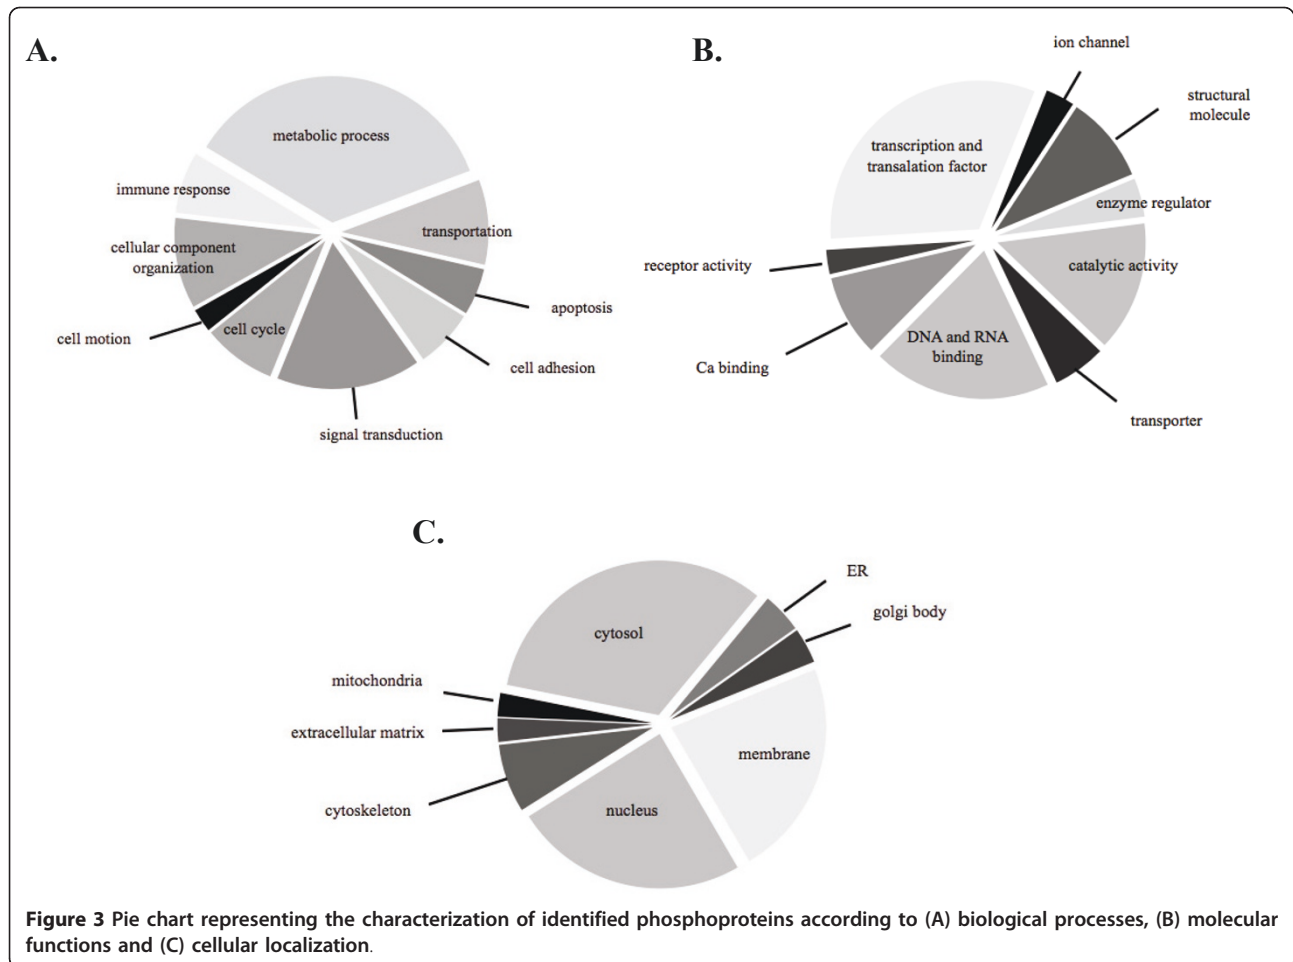 A.
metabolic process
immune response
transportation
cellular component
organization
apoptosis
cell motion
cell cycle
cell adhesion
signal transduction
B.
ion channel
structural
molecule
transcription and
transalation factor
enzyme regulator
receptor activity
catalytic activity
DNA and RNA
binding
Ca binding
transporter
C.
ER
golgi body
cytosol
mitochondria
extracellular matrix
membrane
cytoskeleton
nucleus
Figure 3 Pie chart representing the characterization of identified phosphoproteins according to (A) biological processes, (B) molecular
functions and (C) cellular localization.